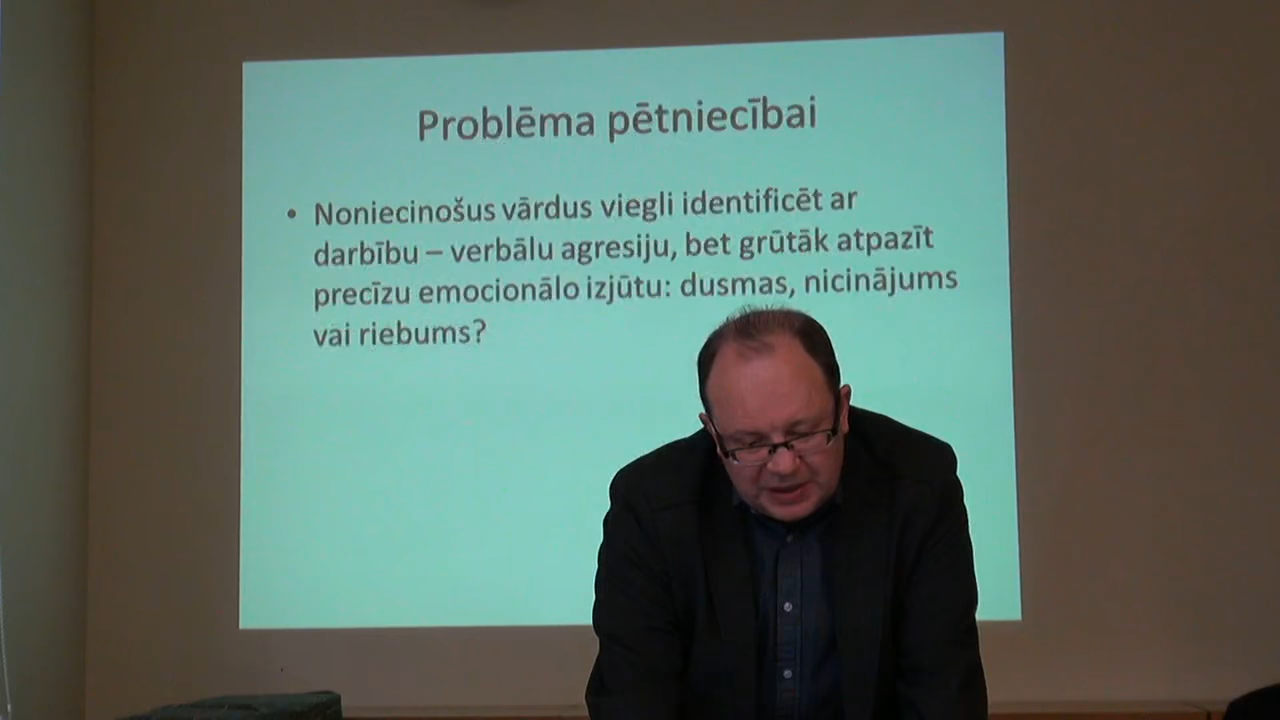 Problēma pētniecībai
• Noniecinošus vārdus viegli identificēt ar
darbību – verbālu agresiju, bet grūtāk atpazīt
precīzu emocionālo izjūtu: dusmas, nicinājums
vai riebums?